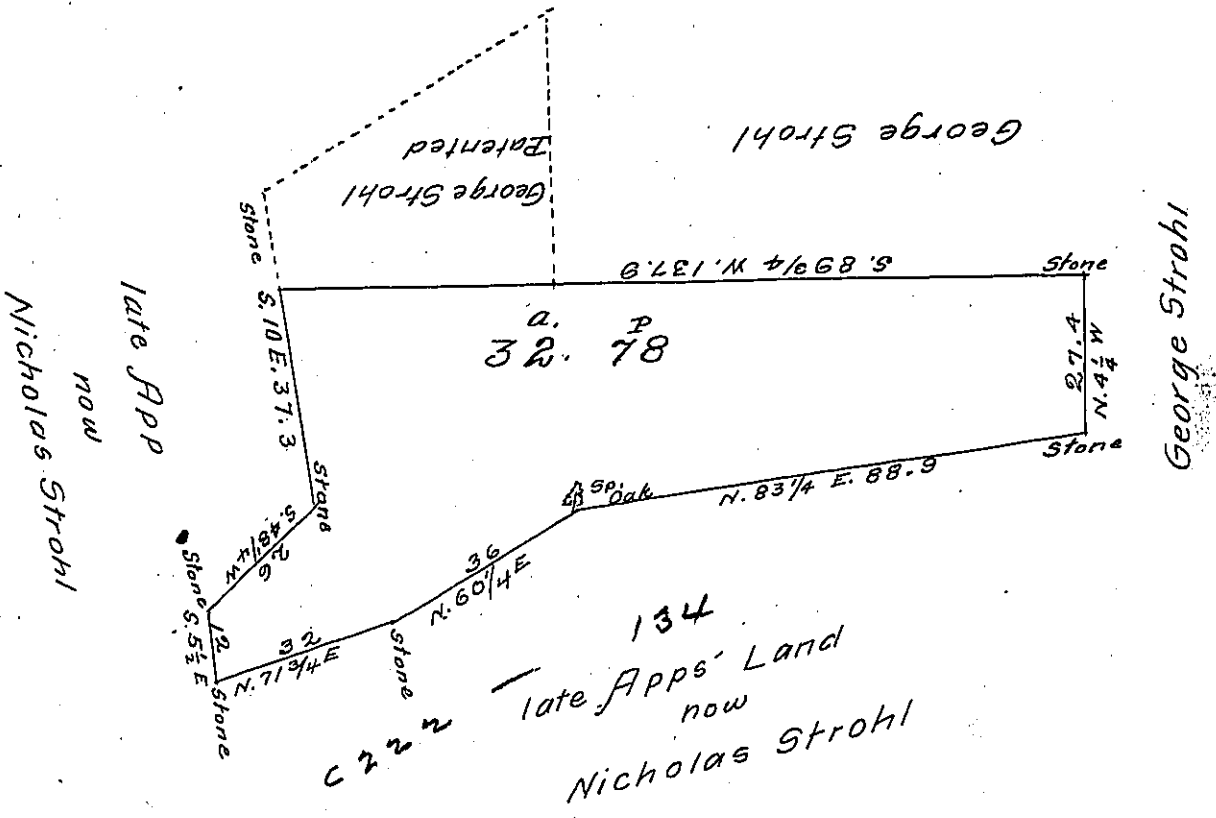 George Strohl
Patented
George Strohl
George Strohl
Stone
S. 89 3/4 W. 137.9
Stone
27.4
N. 4 1/4 W
Stone
a. P
32. 78
S. 10 E. 37.3
Stone
late App
now
Nicholas Strohl
S. 48 1/4 W
26
Stone
12
S. 5 1/2 E
Stone
32
N. 71 3/4 E
Stone
36
N. 60 1/4 E
Sp.
Oak
N. 83 1/4 E. 88.9
C 222 — 134
late Apps' Land
now
Nicholas Strohl